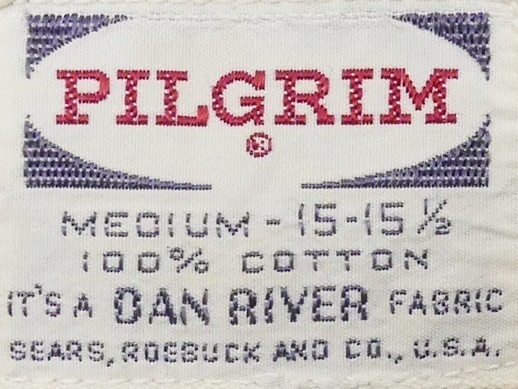 PILGRIM
®
MEDIUM - 15-15½
100% COTTON
IT'S A DAN RIVER FABRIC
SEARS, ROEBUCK AND CO., U.S.A.